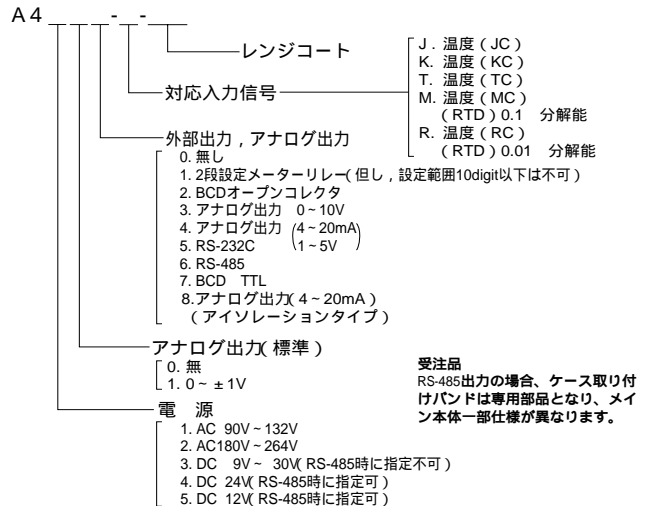 A4 _ _ _-_-_
レンジコート
対応入力信号
J . 温度 ( JC )
K. 温度 ( KC )
T. 温度 ( TC )
M. 温度 ( MC )
( RTD ) 0.1 分解能
R. 温度 ( RC )
( RTD ) 0.01 分解能
外部出力 , アナログ出力
0. 無し
1. 2段設定メーターリレー( 但し , 設定範囲10digit以下は不可 )
2. BCDオープンコレクタ
3. アナログ出力 0 ~ 10V
4. アナログ出力 (4 ~ 20mA)
5. RS-232C (1 ~ 5V)
6. RS-485
7. BCD TTL
8.アナログ出力( 4 ~ 20mA )
( アイソレーションタイプ )
アナログ出力( 標準 )
0. 無
1. 0 ~ ± 1V
電 源
1. AC 90V ~ 132V
2. AC180V ~ 264V
3. DC 9V ~ 30V( RS-485時に指定不可 )
4. DC 24V( RS-485時に指定可 )
5. DC 12V( RS-485時に指定可 )
受注品
RS-485出力の場合、ケース取り付
けバンドは専用部品となり、メイ
ン本体一部仕様が異なります。